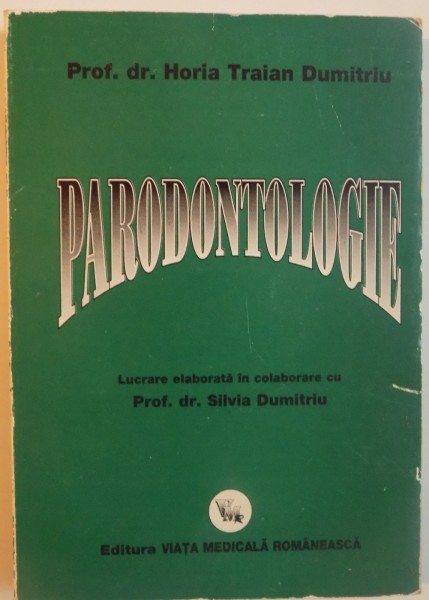 Prof. dr. Horia Traian Dumitriu
PARODONTOLOGIE
Lucrare elaborată în colaborare cu
Prof. dr. Silvia Dumitriu
Editura VIAȚA MEDICALĂ ROMÂNEASCĂ